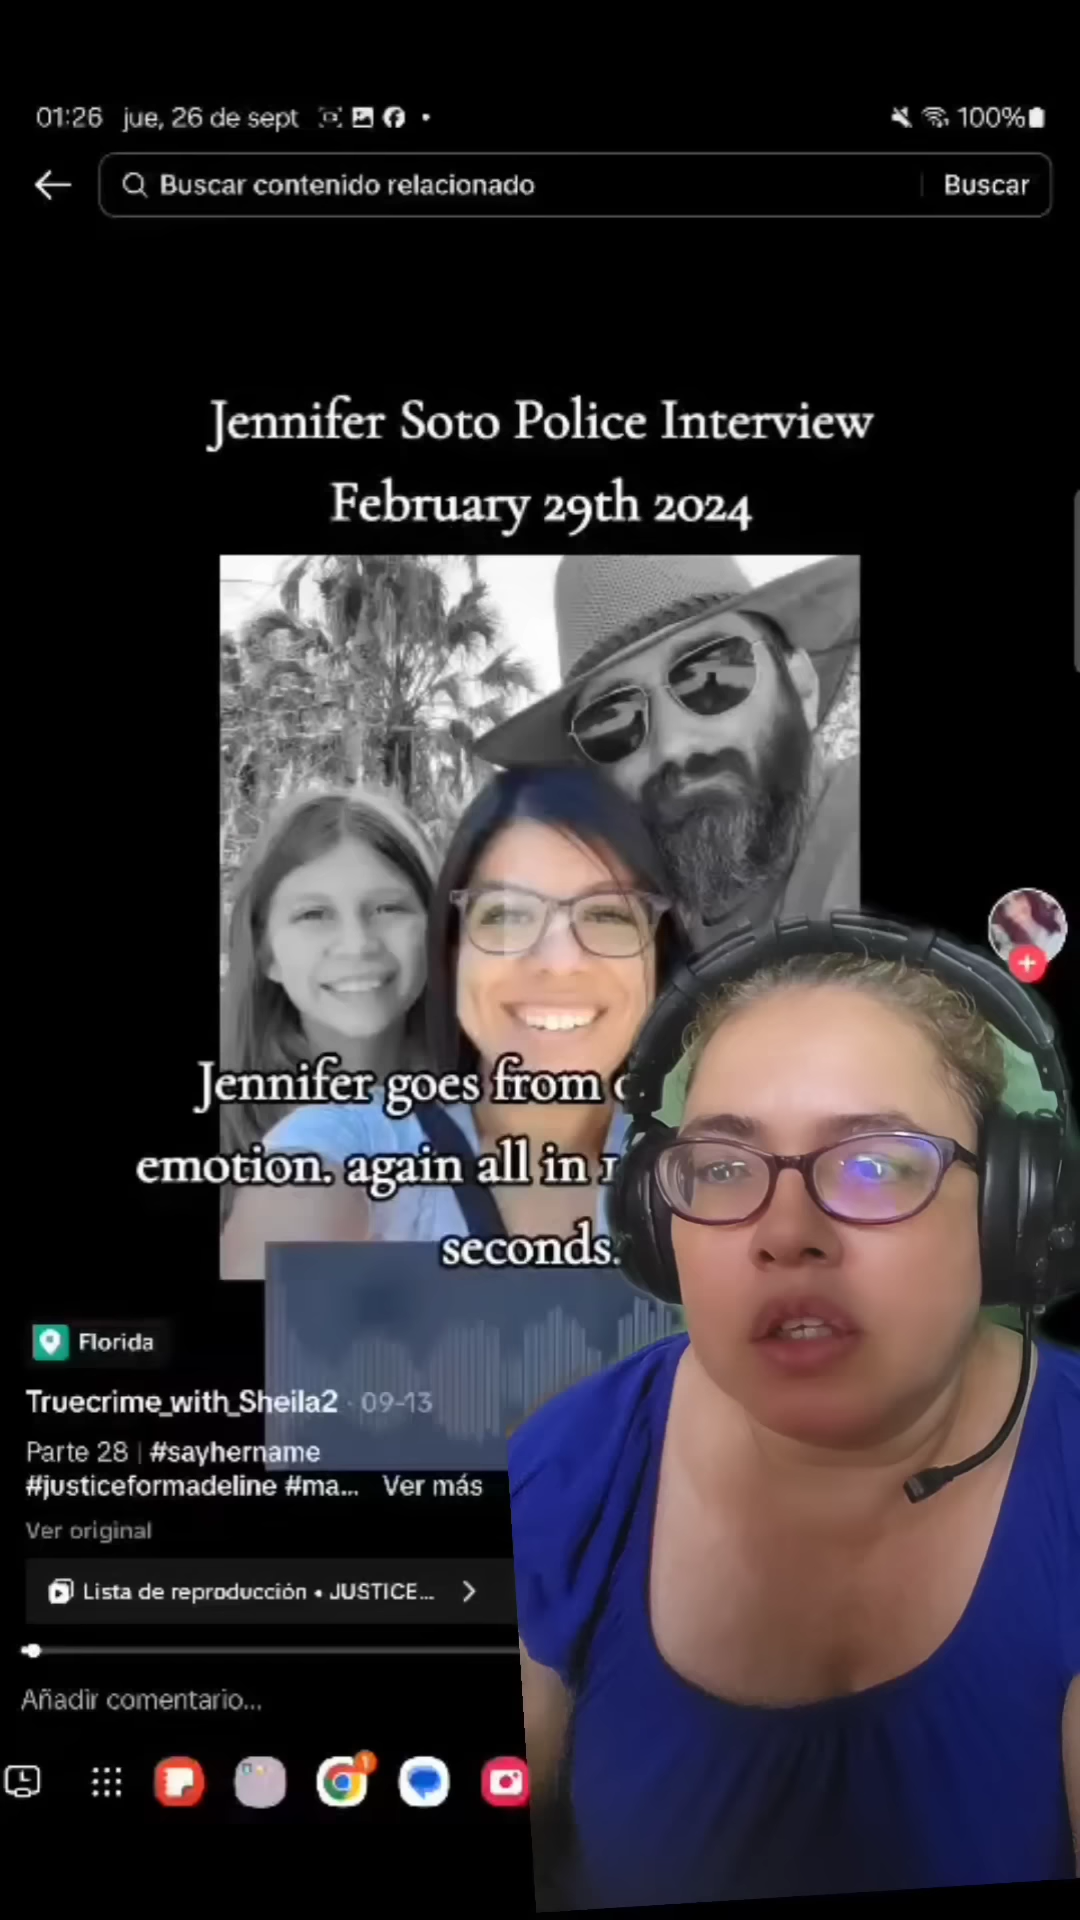 01:26 jue, 26 de sept
100%
Buscar contenido relacionado
Buscar
Jennifer Soto Police Interview
February 29th 2024
Jennifer goes from
emotion. again all in
seconds.
Florida
Truecrime_with_Sheila2 · 09-13
Parte 28 | #sayhername
#justiceformadeline #ma... Ver más
Ver original
Lista de reproducción • JUSTICE...
Añadir comentario...